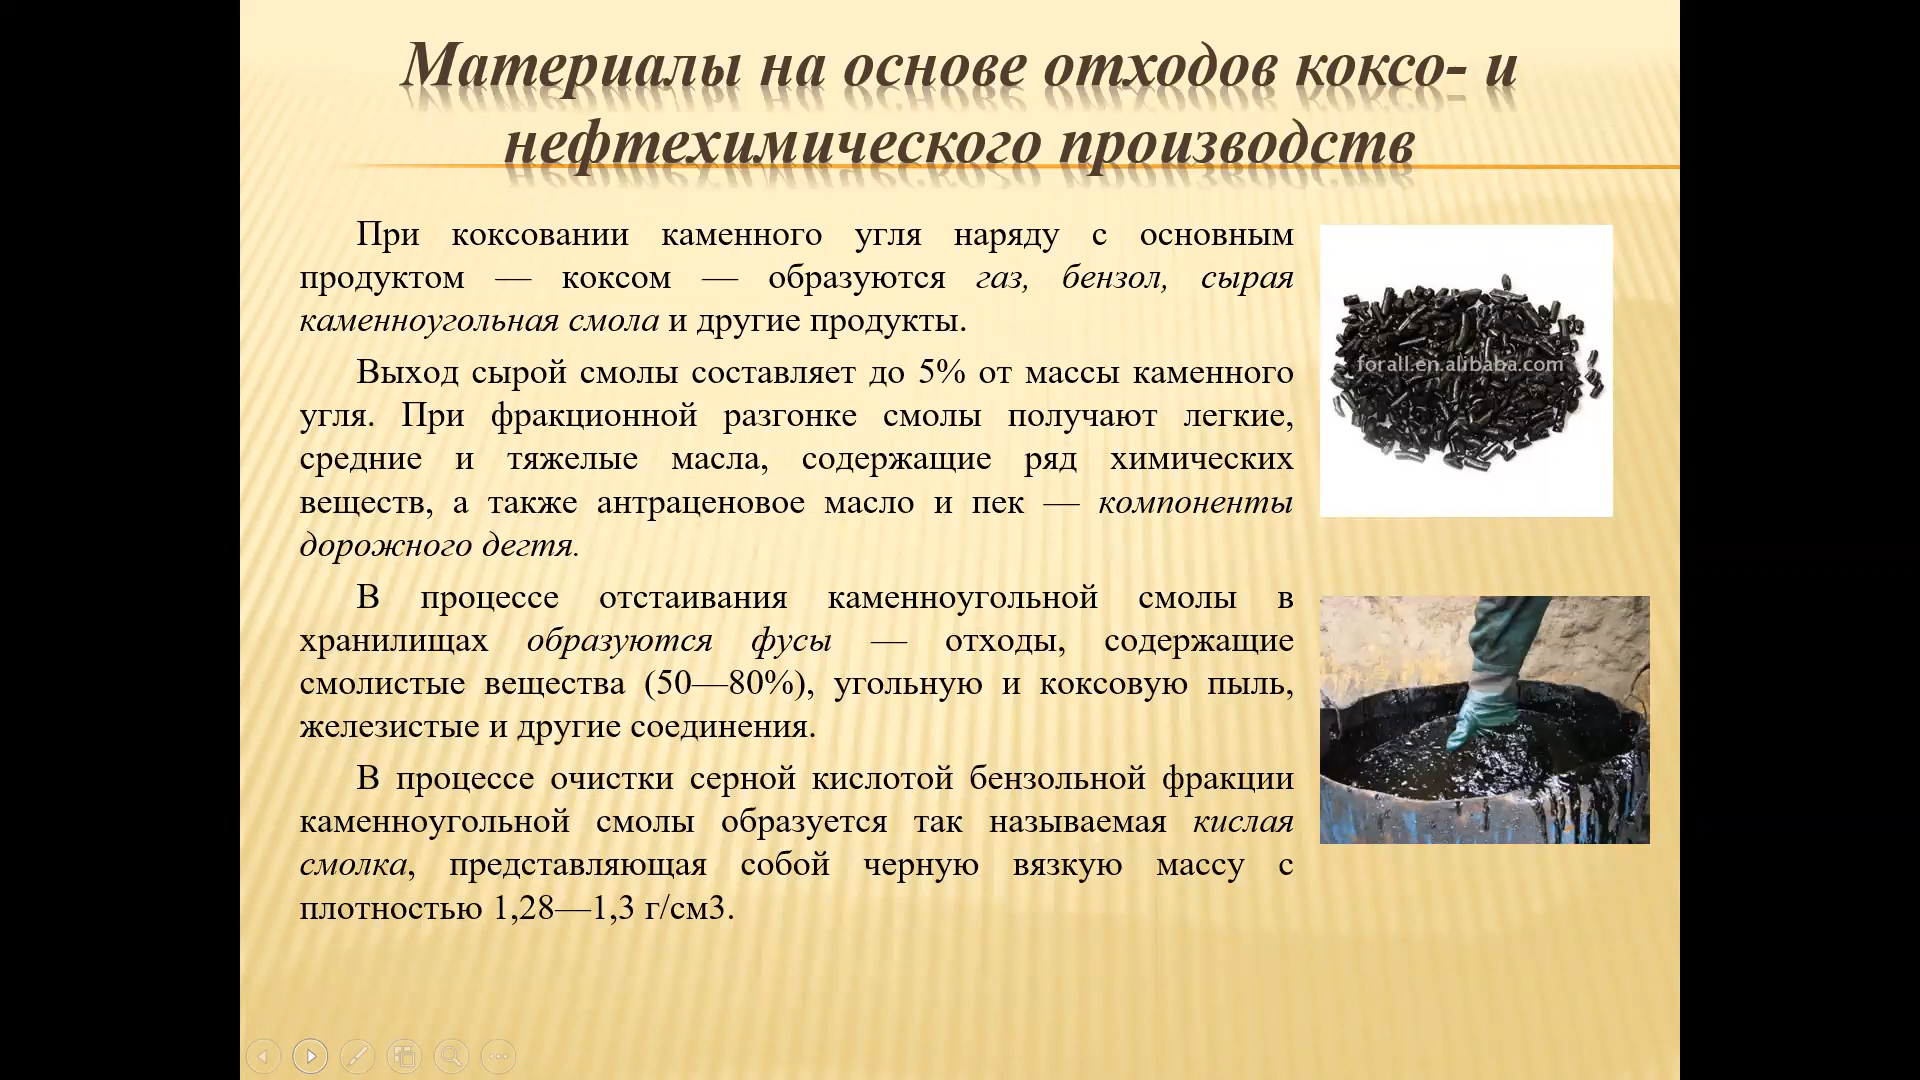 Материалы на основе отходов коксо- и
нефтехимического производств
При коксовании каменного угля наряду с основным
продуктом — коксом — образуются газ, бензол, сырая
каменноугольная смола и другие продукты.
Выход сырой смолы составляет до 5% от массы каменного
угля. При фракционной разгонке смолы получают легкие,
средние и тяжелые масла, содержащие ряд химических
веществ, а также антраценовое масло и пек — компоненты
дорожного дегтя.
В процессе отстаивания каменноугольной смолы в
хранилищах образуются фусы — отходы, содержащие
смолистые вещества (50—80%), угольную и коксовую пыль,
железистые и другие соединения.
В процессе очистки серной кислотой бензольной фракции
каменноугольной смолы образуется так называемая кислая
смолка, представляющая собой черную вязкую массу с
плотностью 1,28—1,3 г/см3.
forall.en.alibaba.com